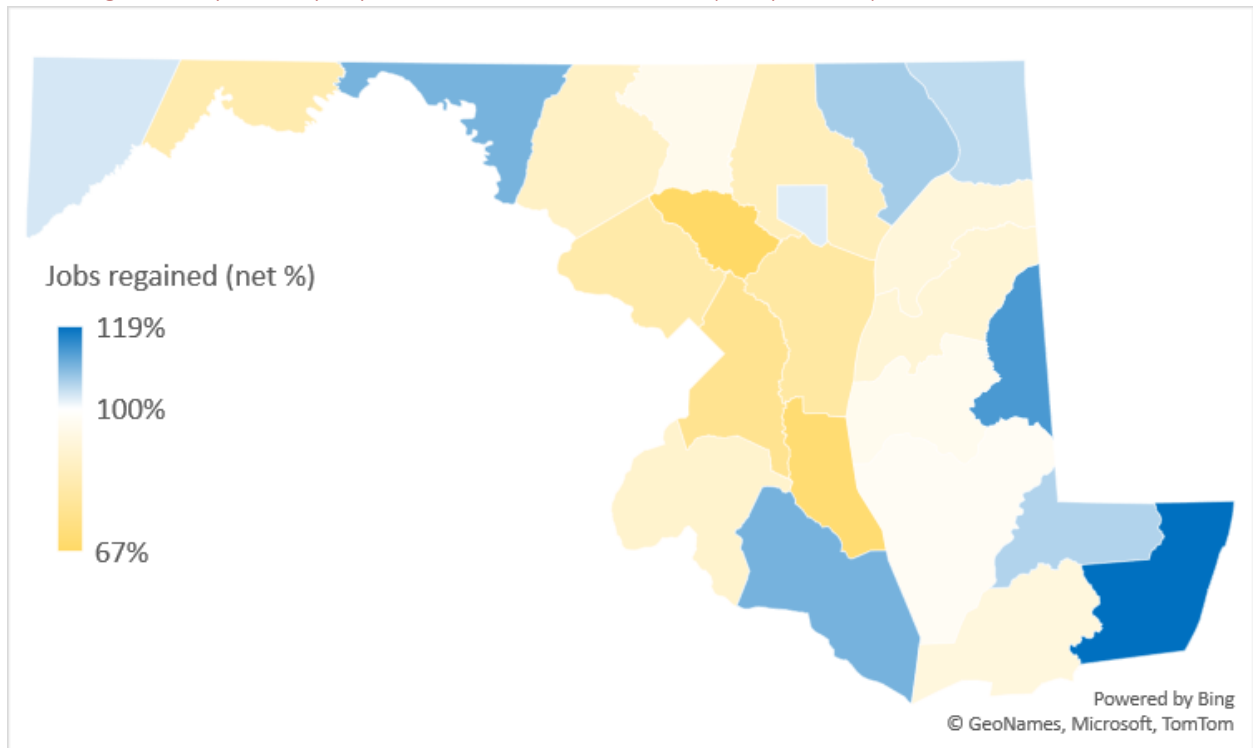 Jobs regained (net %)
119%
100%
67%
Powered by Bing
© GeoNames, Microsoft, TomTom